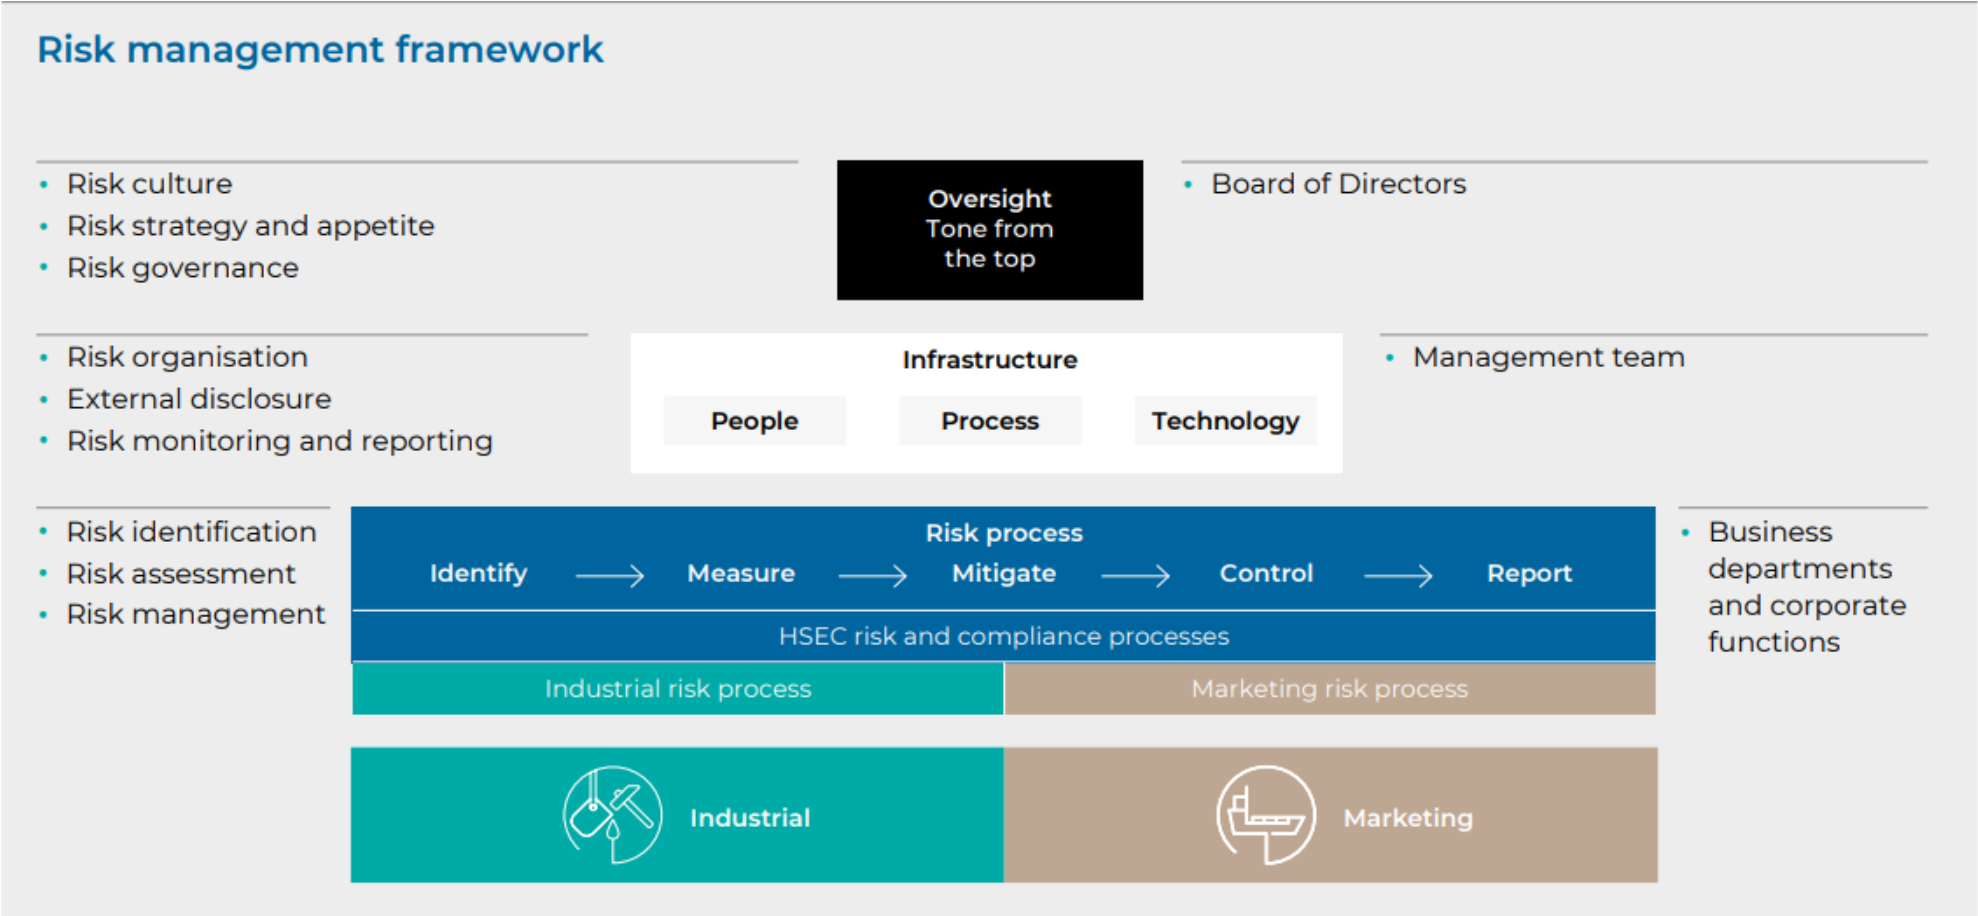 Risk management framework
• Risk culture
• Risk strategy and appetite
• Risk governance
Oversight
Tone from
the top
• Board of Directors
• Risk organisation
• External disclosure
• Risk monitoring and reporting
Infrastructure
People Process Technology
• Management team
• Risk identification
• Risk assessment
• Risk management
Risk process
Identify → Measure → Mitigate → Control → Report
HSEC risk and compliance processes
Industrial risk process Marketing risk process
• Business
departments
and corporate
functions
Industrial Marketing